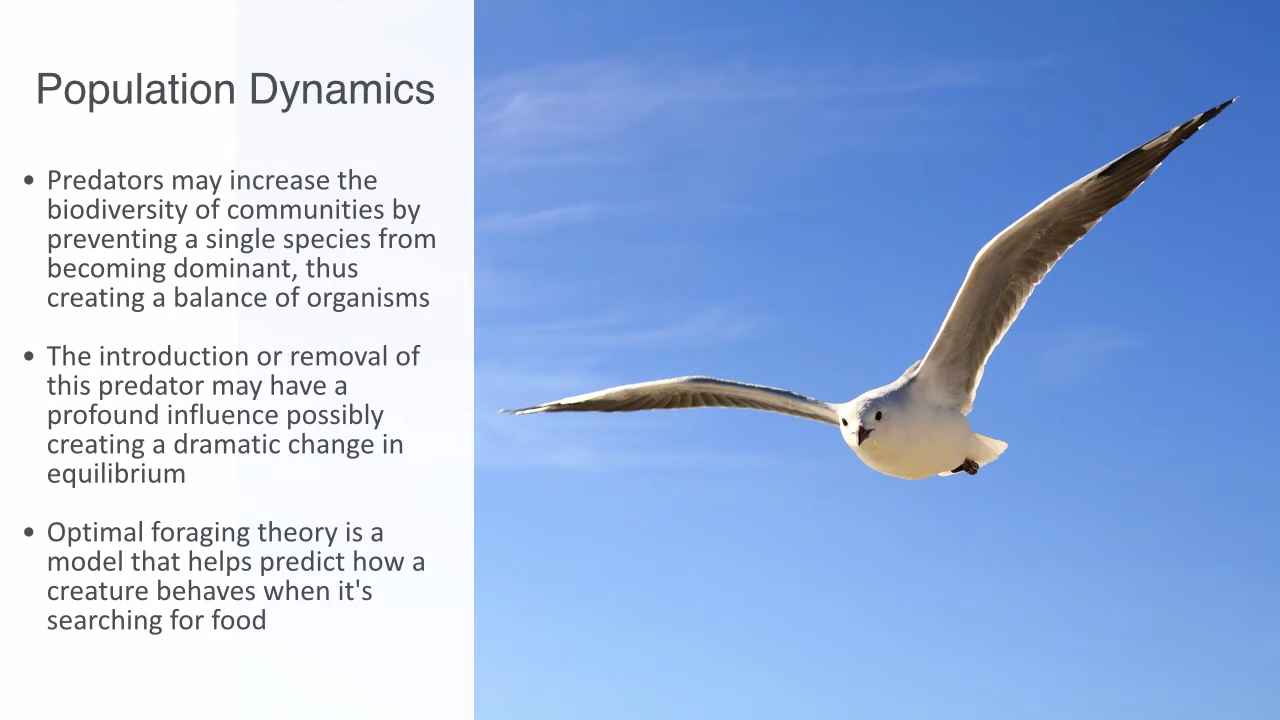 Population Dynamics
• Predators may increase the
biodiversity of communities by
preventing a single species from
becoming dominant, thus
creating a balance of organisms
• The introduction or removal of
this predator may have a
profound influence possibly
creating a dramatic change in
equilibrium
• Optimal foraging theory is a
model that helps predict how a
creature behaves when it's
searching for food